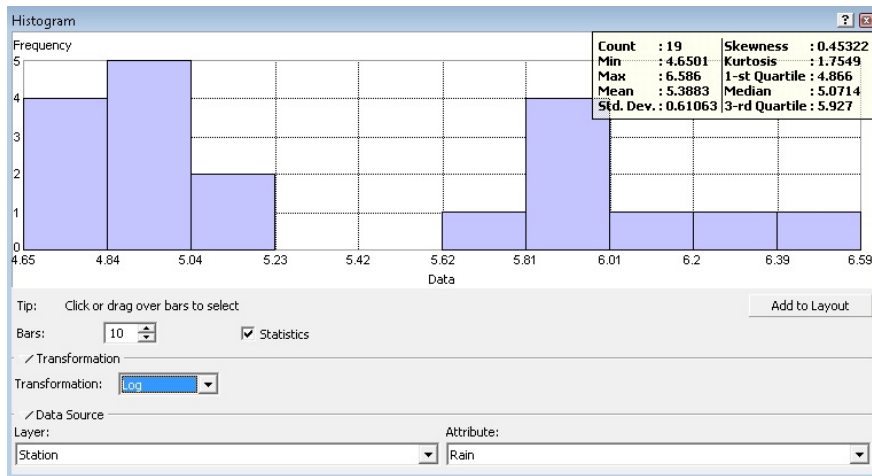 Histogram
Frequency
Count : 19 Skewness : 0.45322
Min : 4.6501 Kurtosis : 1.7549
Max : 6.586 1-st Quartile : 4.866
Mean : 5.3883 Median : 5.0714
Std. Dev. : 0.61063 3-rd Quartile : 5.927
5
4
3
2
1
0
4.65 4.84 5.04 5.23 5.42 5.62 5.81 6.01 6.2 6.39 6.59
Data
Tip: Click or drag over bars to select Add to Layout
Bars: 10 Statistics
Transformation
Transformation: Log
Data Source
Layer: Attribute:
Station Rain